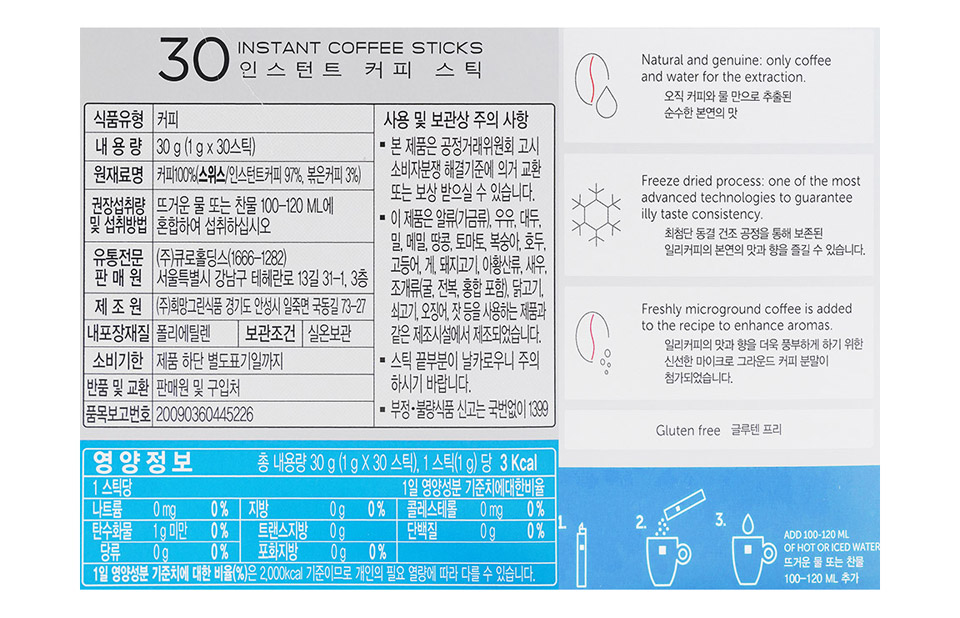 30 INSTANT COFFEE STICKS
인스턴트 커피 스틱
식품유형 커피
내 용 량 30 g (1 g x 30스틱)
원재료명 커피100%(스위스/인스턴트커피 97%, 볶은커피 3%)
권장섭취량 및 섭취방법 뜨거운 물 또는 찬물 100-120 ML에
혼합하여 섭취하십시오
유통전문 판 매 원 (주)큐로홀딩스(1666-1282)
서울특별시 강남구 테헤란로 13길 31-1, 3층
제 조 원 (주)희망그린식품 경기도 안성시 일죽면 국동길 73-27
내포장재질 폴리에틸렌 보관조건 실온보관
소비기한 제품 하단 별도표기일까지
반품 및 교환 판매원 및 구입처
품목보고번호 20090360445226
사용 및 보관상 주의 사항
▪ 본 제품은 공정거래위원회 고시
소비자분쟁 해결기준에 의거 교환
또는 보상 받으실 수 있습니다.
▪ 이 제품은 알류(가금류), 우유, 대두,
밀, 메밀, 땅콩, 토마토, 복숭아, 호두,
고등어, 게, 돼지고기, 아황산류, 새우,
조개류(굴, 전복, 홍합 포함), 닭고기,
쇠고기, 오징어, 잣 등을 사용하는 제품과
같은 제조시설에서 제조되었습니다.
▪ 스틱 끝부분이 날카로우니 주의
하시기 바랍니다.
▪ 부정•불량식품 신고는 국번없이 1399
영양정보 총 내용량 30 g (1 g X 30 스틱), 1 스틱(1 g) 당 3 Kcal
1 스틱당 1일 영양성분 기준치에대한비율
나트륨 0 mg 0 % 지방 0 g 0 % 콜레스테롤 0 mg 0 %
탄수화물 1 g 미만 0 % 트랜스지방 0 g 단백질 0 g 0 %
당류 0 g 0 % 포화지방 0 g 0 %
1일 영양성분 기준치에 대한 비율(%)은 2,000kcal 기준이므로 개인의 필요 열량에 따라 다를 수 있습니다.
Natural and genuine: only coffee
and water for the extraction.
오직 커피와 물 만으로 추출된
순수한 본연의 맛
Freeze dried process: one of the most
advanced technologies to guarantee
illy taste consistency.
최첨단 동결 건조 공정을 통해 보존된
일리커피의 본연의 맛과 향을 즐길 수 있습니다.
Freshly microground coffee is added
to the recipe to enhance aromas.
일리커피의 맛과 향을 더욱 풍부하게 하기 위한
신선한 마이크로 그라운드 커피 분말이
첨가되었습니다.
Gluten free 글루텐 프리
1. 2. 3.
ADD 100-120 ML
OF HOT OR ICED WATER
뜨거운 물 또는 찬물
100-120 ML 추가